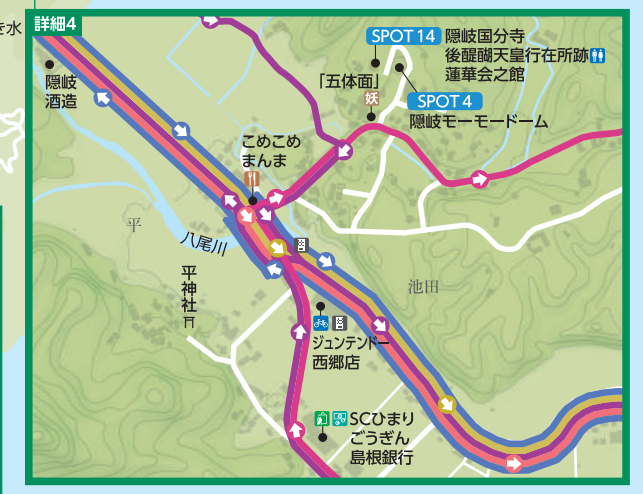 詳細4
き水
隠岐
酒造
SPOT 14
隠岐国分寺
後醍醐天皇行在所跡
蓮華会之館
「五体面」
妖
SPOT 4
隠岐モーモードーム
こめこめ
まんま
平
八尾川
平神社
池田
ジュンテンドー
西郷店
SCひまり
ごうぎん
島根銀行